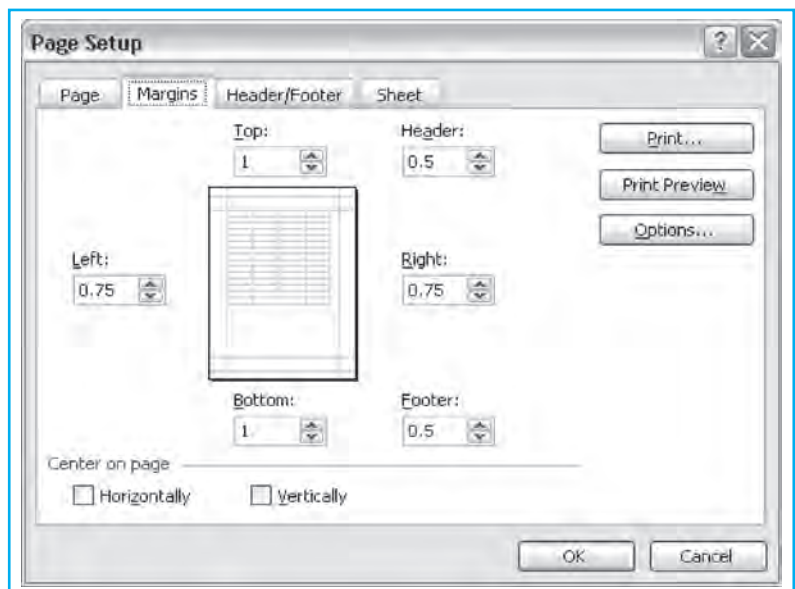 Page Setup
Page Margins Header/Footer Sheet
Top: Header:
1 0.5
Print...
Print Preview
Options...
Left: Right:
0.75 0.75
Bottom: Footer:
1 0.5
Center on page
Horizontally Vertically
OK Cancel